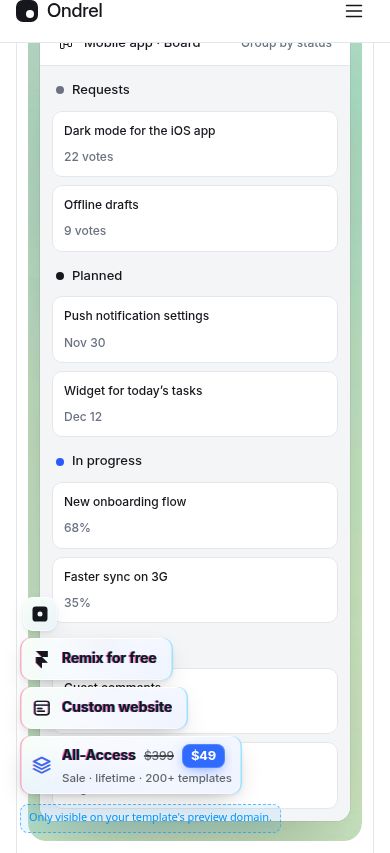 Ondrel
Mobile app · Board
Group by status
Requests
Dark mode for the iOS app
22 votes
Offline drafts
9 votes
Planned
Push notification settings
Nov 30
Widget for today's tasks
Dec 12
In progress
New onboarding flow
68%
Faster sync on 3G
35%
Remix for free
Guest comments
Custom website
All-Access $399 $49
Sale · lifetime · 200+ templates
Only visible on your template's preview domain.